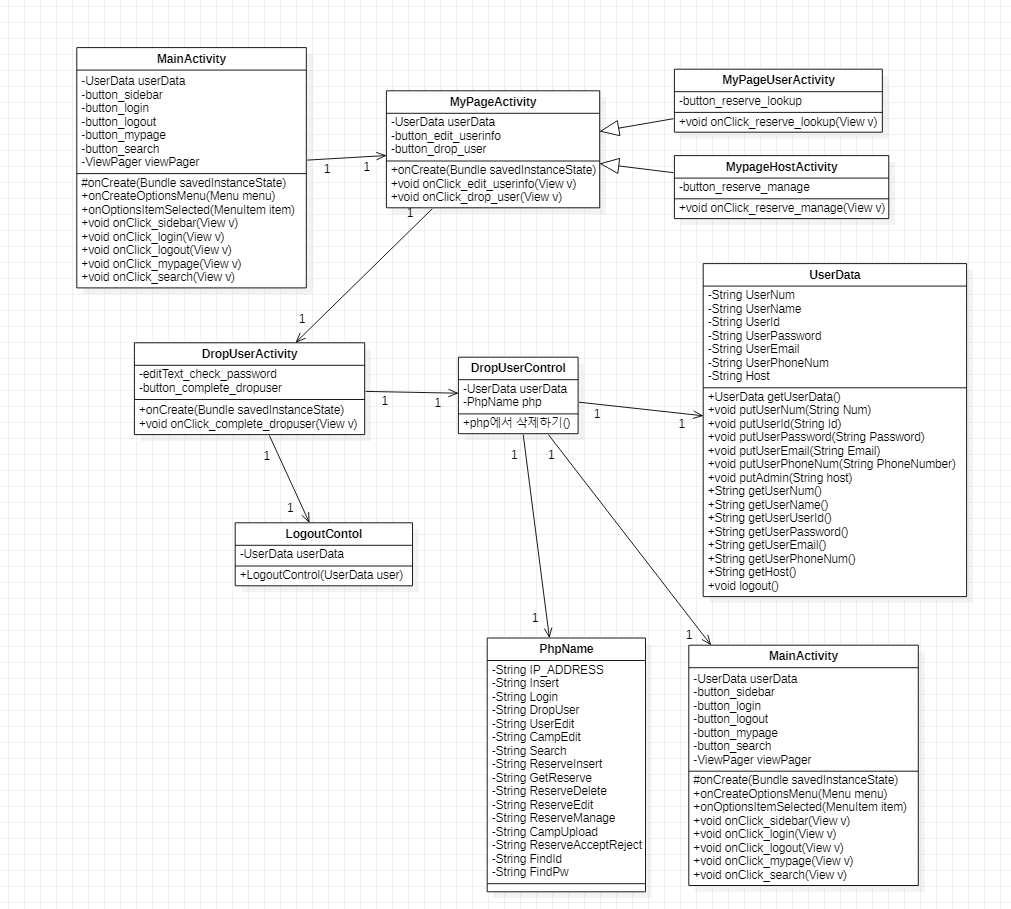 MainActivity
-UserData userData
-button_sidebar
-button_login
-button_logout
-button_mypage
-button_search
-ViewPager viewPager
#onCreate(Bundle savedInstanceState)
+onCreateOptionsMenu(Menu menu)
+onOptionsItemSelected(MenuItem item)
+void onClick_sidebar(View v)
+void onClick_login(View v)
+void onClick_logout(View v)
+void onClick_mypage(View v)
+void onClick_search(View v)
1
1
MyPageActivity
-UserData userData
-button_edit_userinfo
-button_drop_user
+onCreate(Bundle savedInstanceState)
+void onClick_edit_userinfo(View v)
+void onClick_drop_user(View v)
MyPageUserActivity
-button_reserve_lookup
+void onClick_reserve_lookup(View v)
MypageHostActivity
-button_reserve_manage
+void onClick_reserve_manage(View v)
1
1
DropUserActivity
-editText_check_password
-button_complete_dropuser
+onCreate(Bundle savedInstanceState)
+void onClick_complete_dropuser(View v)
1
1
DropUserControl
-UserData userData
-PhpName php
+php에서 삭제하기()
1
1
UserData
-String UserNum
-String UserName
-String UserId
-String UserPassword
-String UserEmail
-String UserPhoneNum
-String Host
+UserData getUserData()
+void putUserNum(String Num)
+void putUserId(String Id)
+void putUserPassword(String Password)
+void putUserEmail(String Email)
+void putUserPhoneNum(String PhoneNumber)
+void putAdmin(String host)
+String getUserNum()
+String getUserName()
+String getUserUserId()
+String getUserPassword()
+String getUserEmail()
+String getUserPhoneNum()
+String getHost()
+void logout()
1
1
LogoutContol
-UserData userData
+LogoutControl(UserData user)
1
1
1
1
PhpName
-String IP_ADDRESS
-String Insert
-String Login
-String DropUser
-String UserEdit
-String CampEdit
-String Search
-String ReserveInsert
-String GetReserve
-String ReserveDelete
-String ReserveEdit
-String ReserveManage
-String CampUpload
-String ReserveAcceptReject
-String FindId
-String FindPw
MainActivity
-UserData userData
-button_sidebar
-button_login
-button_logout
-button_mypage
-button_search
-ViewPager viewPager
#onCreate(Bundle savedInstanceState)
+onCreateOptionsMenu(Menu menu)
+onOptionsItemSelected(MenuItem item)
+void onClick_sidebar(View v)
+void onClick_login(View v)
+void onClick_logout(View v)
+void onClick_mypage(View v)
+void onClick_search(View v)